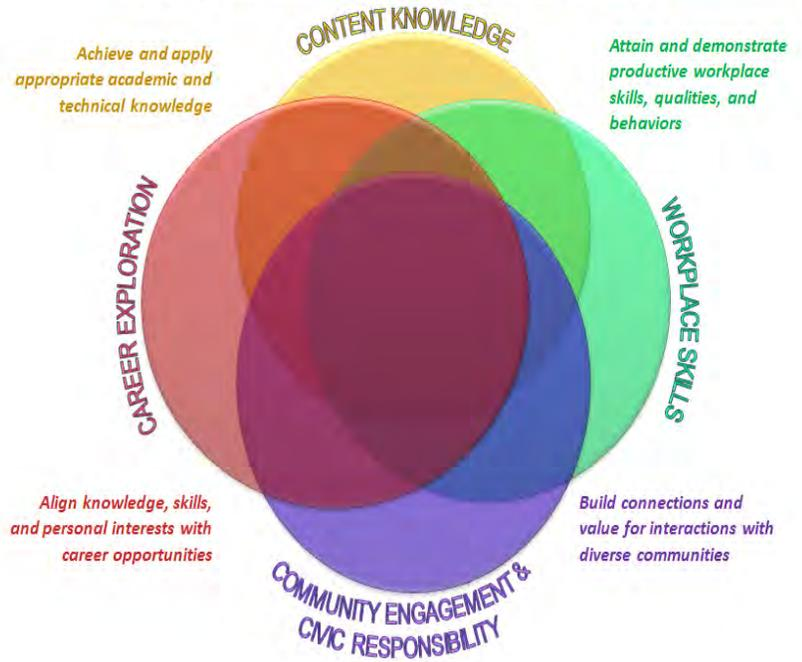 CONTENT KNOWLEDGE
Achieve and apply
appropriate academic and
technical knowledge
Attain and demonstrate
productive workplace
skills, qualities, and
behaviors
CAREER EXPLORATION
WORKPLACE SKILLS
Align knowledge, skills,
and personal interests with
career opportunities
Build connections and
value for interactions with
diverse communities
COMMUNITY ENGAGEMENT &
CIVIC RESPONSIBILITY